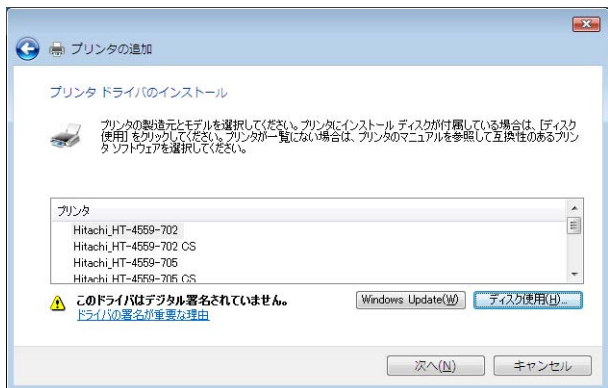 プリンタの追加
プリンタ ドライバのインストール
プリンタの製造元とモデルを選択してください。プリンタにインストール ディスクが付属している場合は、[ディスク
使用] をクリックしてください。プリンタが一覧にない場合は、プリンタのマニュアルを参照して互換性のあるプリン
タ ソフトウェアを選択してください。
プリンタ
Hitachi_HT-4559-702
Hitachi_HT-4559-702 CS
Hitachi_HT-4559-705
Hitachi_HT-4559-705 CS
このドライバはデジタル署名されていません。
ドライバの署名が重要な理由
Windows Update(W)
ディスク使用(H)...
次へ(N)
キャンセル